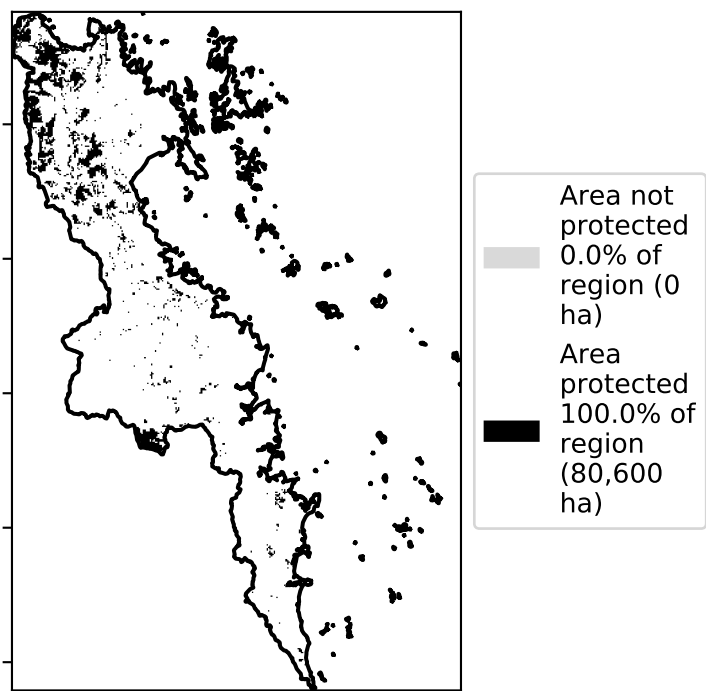 Area not
protected
0.0% of
region (0
ha)
Area
protected
100.0% of
region
(80,600
ha)